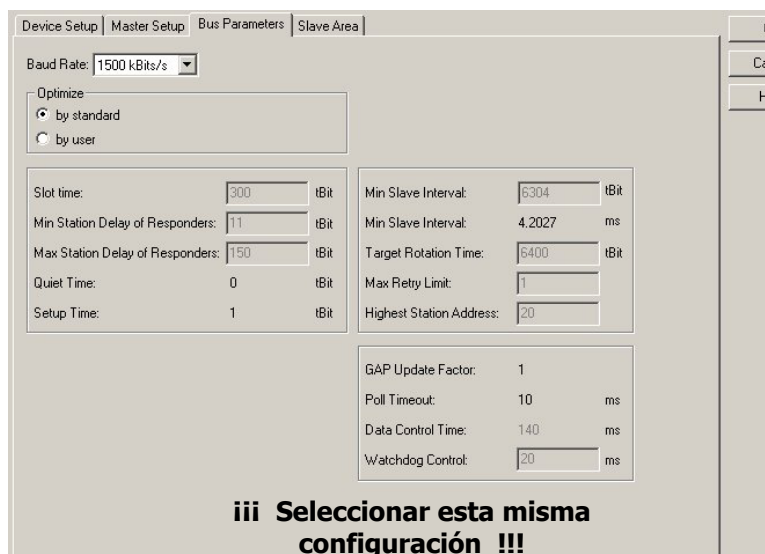 Device Setup Master Setup Bus Parameters Slave Area
Baud Rate: 1500 kBits/s
Optimize
by standard
by user
Slot time: 300 tBit
Min Station Delay of Responders: 11 tBit
Max Station Delay of Responders: 150 tBit
Quiet Time: 0 tBit
Setup Time: 1 tBit
Min Slave Interval: 6304 tBit
Min Slave Interval: 4.2027 ms
Target Rotation Time: 6400 tBit
Max Retry Limit: 1
Highest Station Address: 20
GAP Update Factor: 1
Poll Timeout: 10 ms
Data Control Time: 140 ms
Watchdog Control: 20 ms
Ca
H
¡¡¡ Seleccionar esta misma
configuración !!!